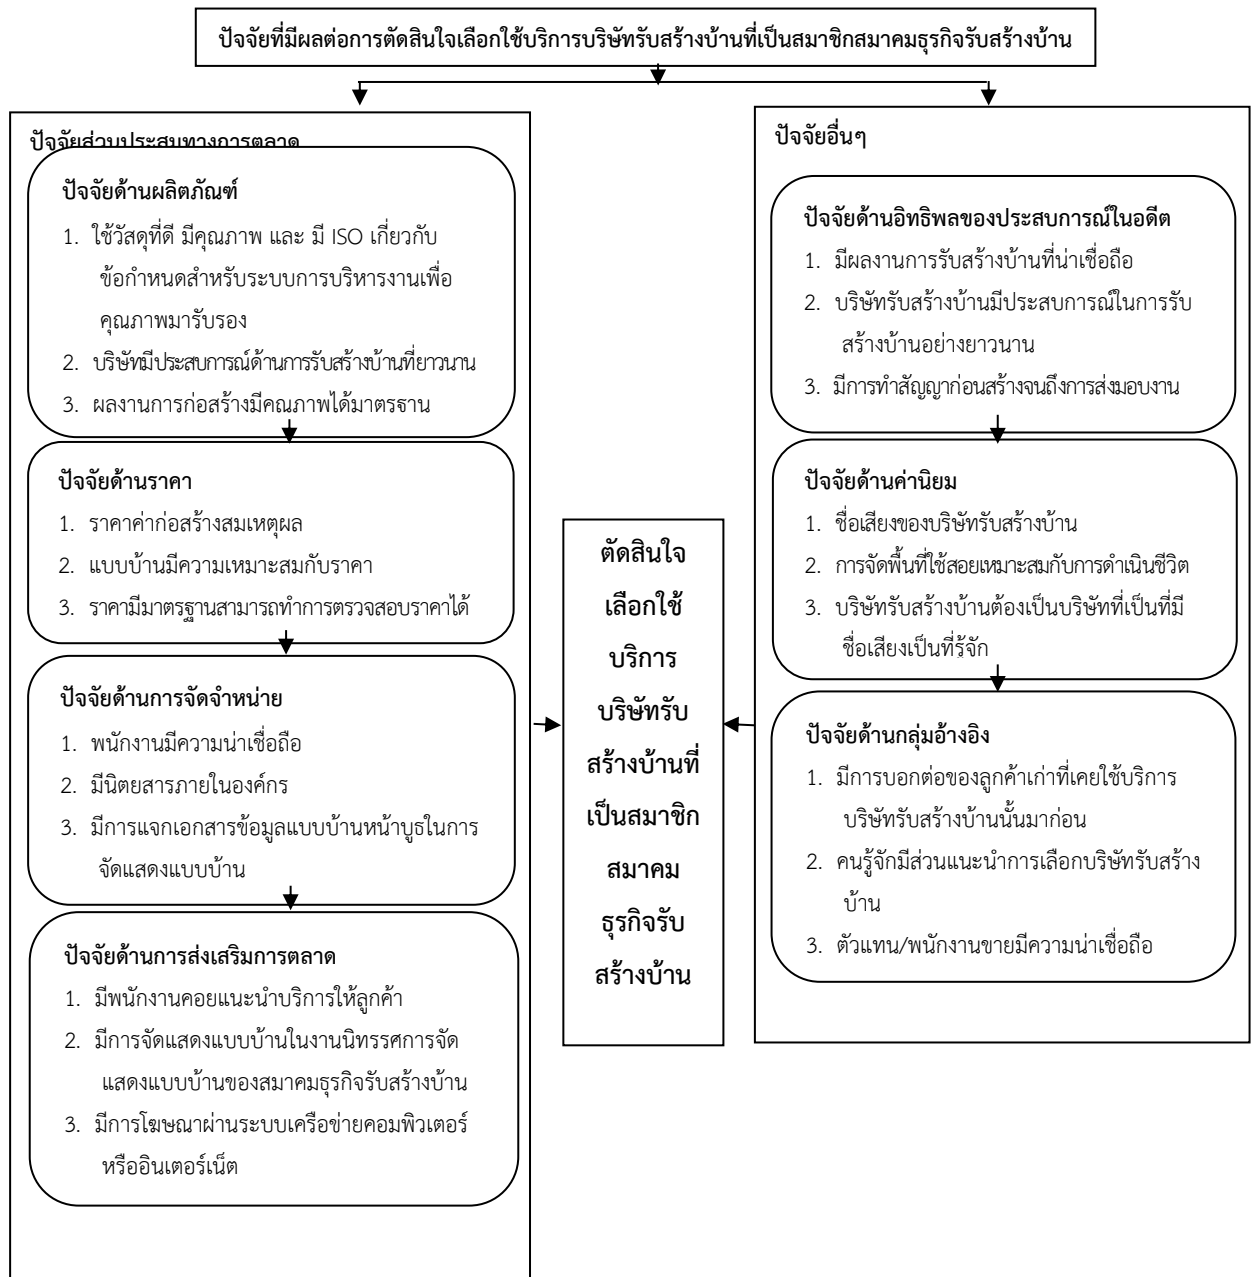 ปัจจัยที่มีผลต่อการตัดสินใจเลือกใช้บริการบริษัทรับสร้างบ้านที่เป็นสมาชิกสมาคมธุรกิจรับสร้างบ้าน
ปัจจัยส่วนประสมทางการตลาด
ปัจจัยด้านผลิตภัณฑ์
1. ใช้วัสดุที่ดี มีคุณภาพ และ มี ISO เกี่ยวกับ
ข้อกำหนดสำหรับระบบการบริหารงานเพื่อ
คุณภาพมารับรอง
2. บริษัทมีประสบการณ์ด้านการรับสร้างบ้านที่ยาวนาน
3. ผลงานการก่อสร้างมีคุณภาพได้มาตรฐาน
ปัจจัยด้านราคา
1. ราคาค่าก่อสร้างสมเหตุผล
2. แบบบ้านมีความเหมาะสมกับราคา
3. ราคามีมาตรฐานสามารถทำการตรวจสอบราคาได้
ปัจจัยด้านการจัดจำหน่าย
1. พนักงานมีความน่าเชื่อถือ
2. มีนิตยสารภายในองค์กร
3. มีการแจกเอกสารข้อมูลแบบบ้านหน้าบูธในการ
จัดแสดงแบบบ้าน
ปัจจัยด้านการส่งเสริมการตลาด
1. มีพนักงานคอยแนะนำบริการให้ลูกค้า
2. มีการจัดแสดงแบบบ้านในงานนิทรรศการจัด
แสดงแบบบ้านของสมาคมธุรกิจรับสร้างบ้าน
3. มีการโฆษณาผ่านระบบเครือข่ายคอมพิวเตอร์
หรืออินเตอร์เน็ต
ตัดสินใจ
เลือกใช้
บริการ
บริษัทรับ
สร้างบ้านที่
เป็นสมาชิก
สมาคม
ธุรกิจรับ
สร้างบ้าน
ปัจจัยอื่นๆ
ปัจจัยด้านอิทธิพลของประสบการณ์ในอดีต
1. มีผลงานการรับสร้างบ้านที่น่าเชื่อถือ
2. บริษัทรับสร้างบ้านมีประสบการณ์ในการรับ
สร้างบ้านอย่างยาวนาน
3. มีการทำสัญญาก่อนสร้างจนถึงการส่งมอบงาน
ปัจจัยด้านค่านิยม
1. ชื่อเสียงของบริษัทรับสร้างบ้าน
2. การจัดพื้นที่ใช้สอยเหมาะสมกับการดำเนินชีวิต
3. บริษัทรับสร้างบ้านต้องเป็นบริษัทที่เป็นที่มี
ชื่อเสียงเป็นที่รู้จัก
ปัจจัยด้านกลุ่มอ้างอิง
1. มีการบอกต่อของลูกค้าเก่าที่เคยใช้บริการ
บริษัทรับสร้างบ้านนั้นมาก่อน
2. คนรู้จักมีส่วนแนะนำการเลือกบริษัทรับสร้าง
บ้าน
3. ตัวแทน/พนักงานขายมีความน่าเชื่อถือ